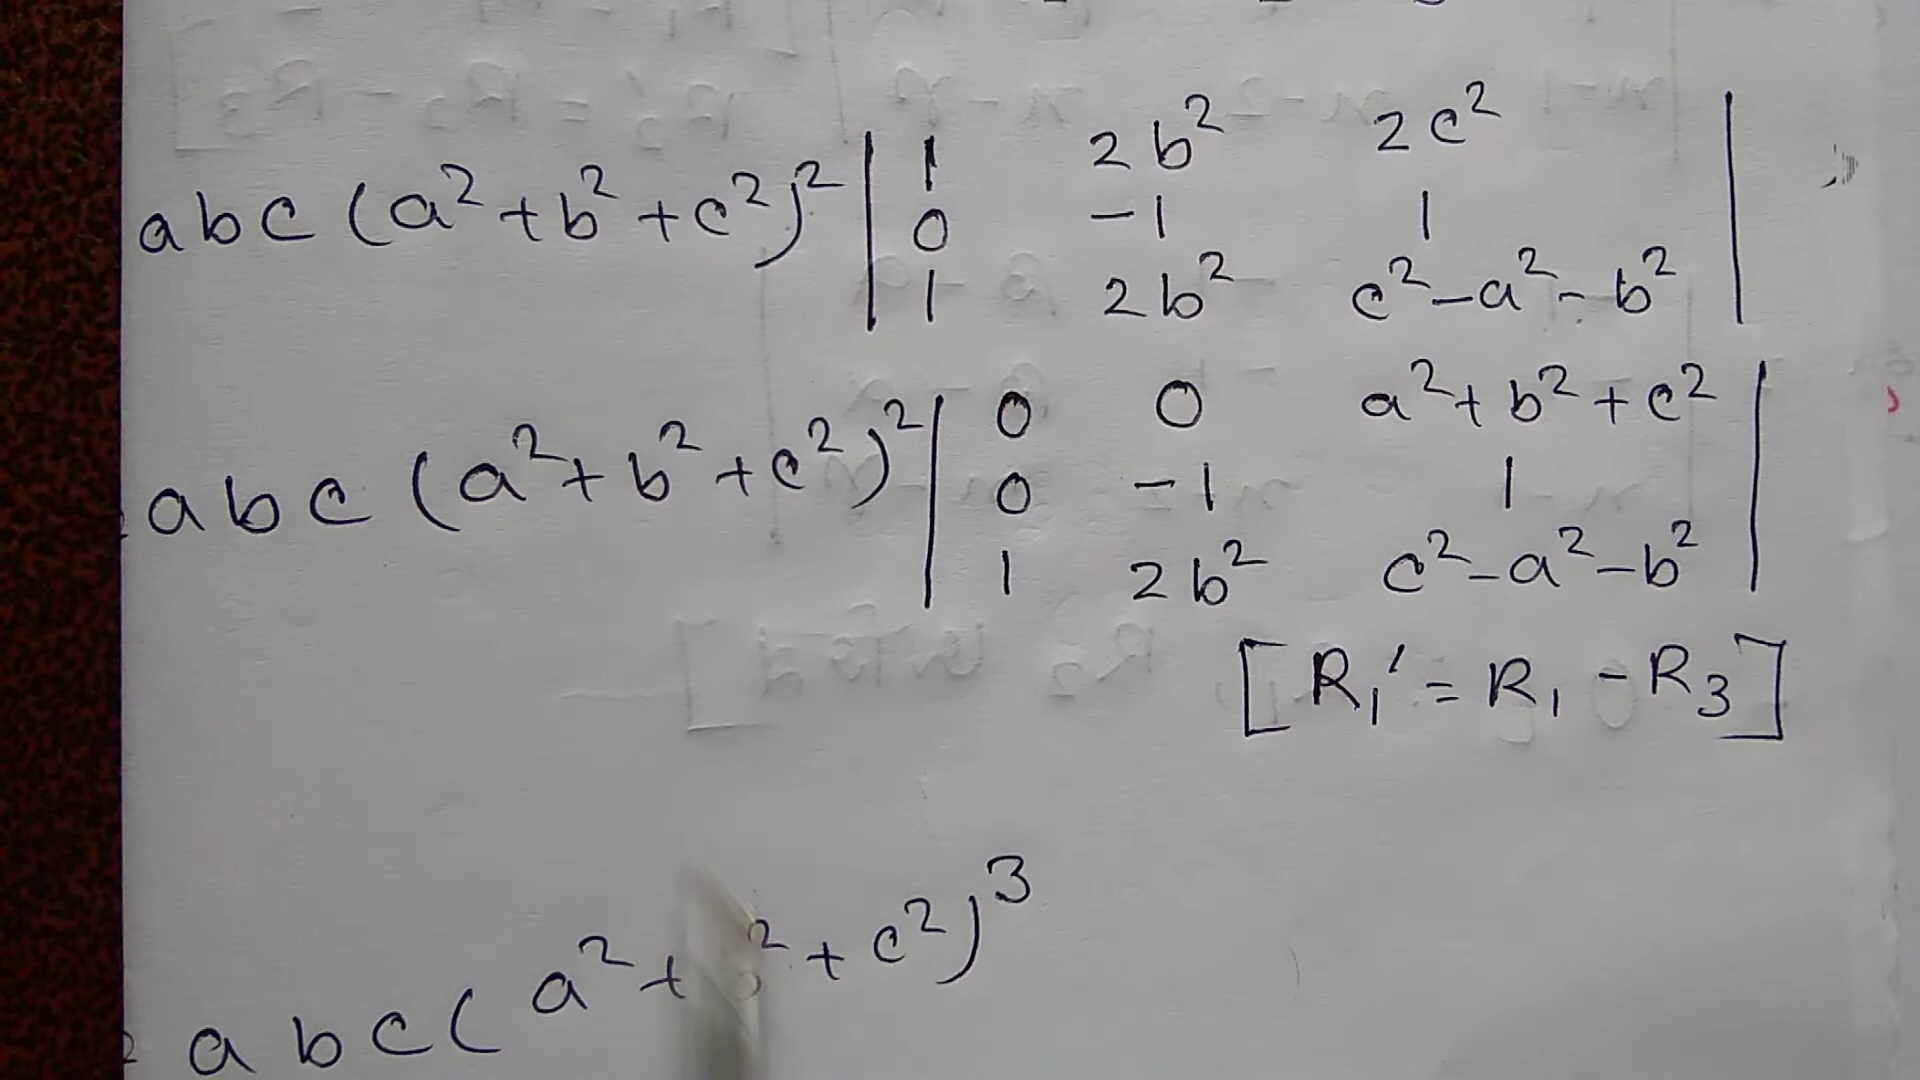 1 2b² 2c²
abc (a²+b²+c²)² 0 -1 1
1 2b² c²-a²-b²
0 0 a²+b²+c²
abc (a²+b²+c²)² 0 -1 1
1 2b² c²-a²-b²
[R₁' = R₁ - R₃]
abc(a²+ ² + c²)³